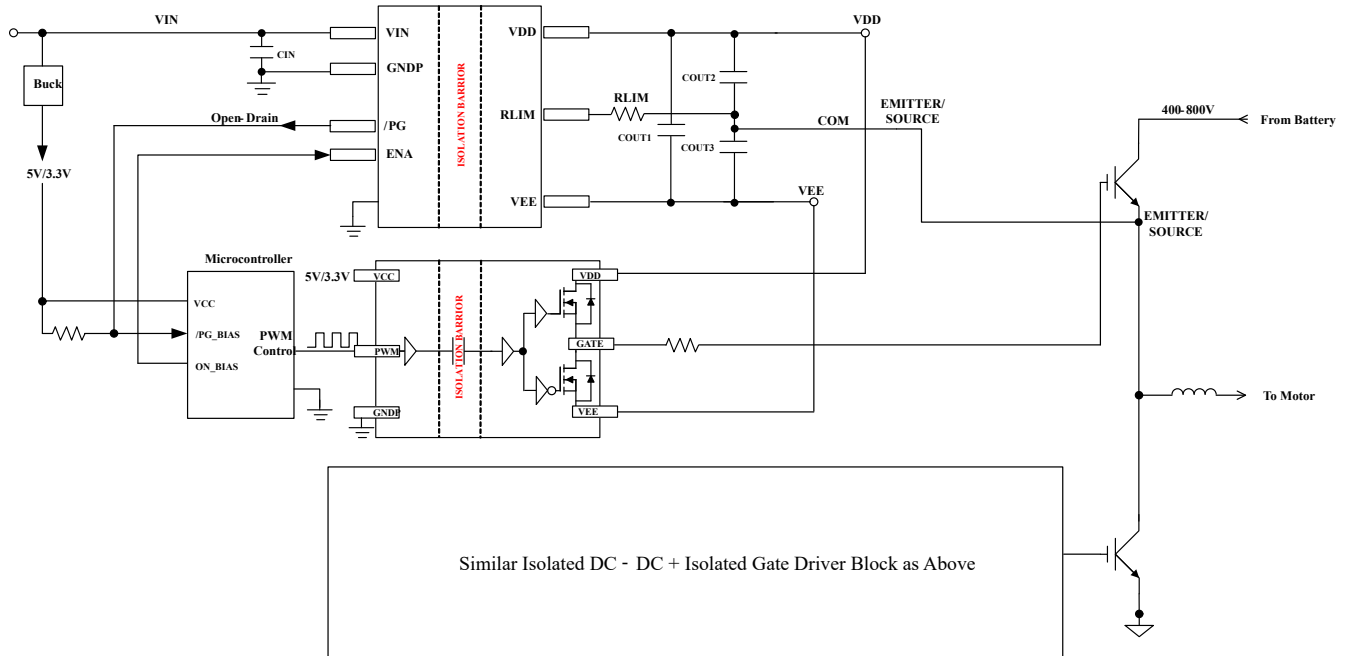 VIN
VIN
CIN
GNDP
Buck
Open-Drain
/PG
ENA
5V/3.3V
ISOLATION BARRIER
VDD
VDD
COUT2
RLIM
RLIM
COUT1
COUT3
COM
EMITTER/
SOURCE
VEE
VEE
400-800V
From Battery
EMITTER/
SOURCE
Microcontroller
VCC
/PG_BIAS
PWM
Control
ON_BIAS
5V/3.3V
VCC
PWM
GNDP
ISOLATION BARRIER
VDD
GATE
VEE
To Motor
Similar Isolated DC - DC + Isolated Gate Driver Block as Above